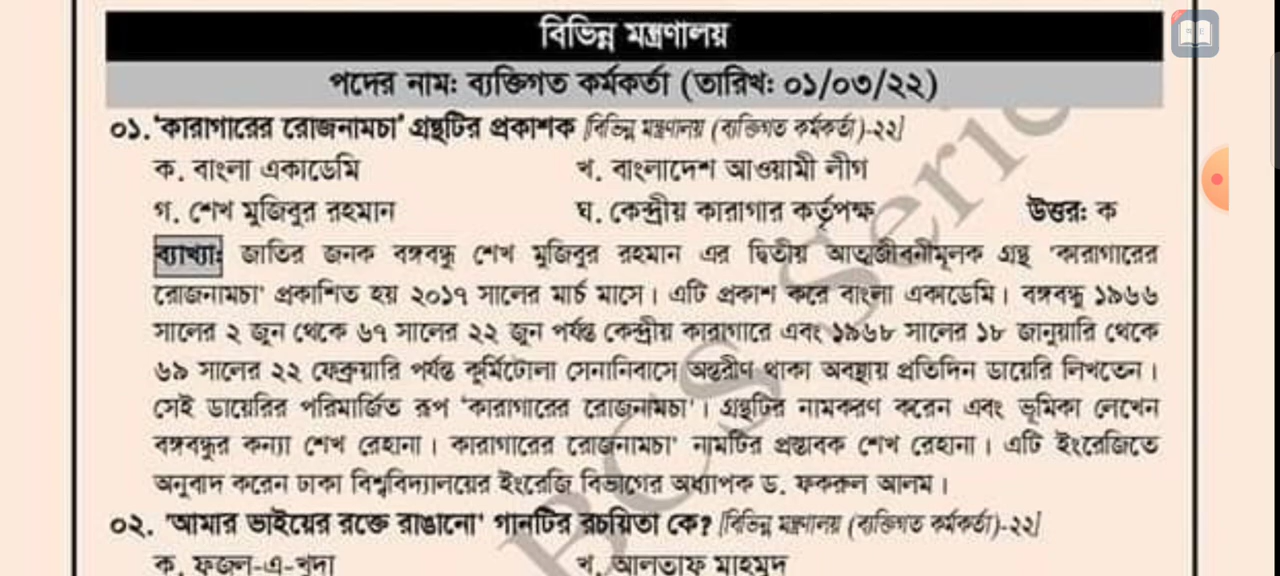 বিভিন্ন মন্ত্রণালয়
পদের নাম: ব্যক্তিগত কর্মকর্তা (তারিখ: ০১/০৩/২২)
০১. 'কারাগারের রোজনামচা' গ্রন্থটির প্রকাশক [বিভিন্ন মন্ত্রণালয় (ব্যক্তিগত কর্মকর্তা)-২২]
ক. বাংলা একাডেমি খ. বাংলাদেশ আওয়ামী লীগ
গ. শেখ মুজিবুর রহমান ঘ. কেন্দ্রীয় কারাগার কর্তৃপক্ষ উত্তর: ক
ব্যাখ্যা: জাতির জনক বঙ্গবন্ধু শেখ মুজিবুর রহমান এর দ্বিতীয় আত্মজীবনীমূলক গ্রন্থ 'কারাগারের
রোজনামচা' প্রকাশিত হয় ২০১৭ সালের মার্চ মাসে। এটি প্রকাশ করে বাংলা একাডেমি। বঙ্গবন্ধু ১৯৬৬
সালের ২ জুন থেকে ৬৭ সালের ২২ জুন পর্যন্ত কেন্দ্রীয় কারাগারে এবং ১৯৬৮ সালের ১৮ জানুয়ারি থেকে
৬৯ সালের ২২ ফেব্রুয়ারি পর্যন্ত কুর্মিটোলা সেনানিবাসে অন্তরীণ থাকা অবস্থায় প্রতিদিন ডায়েরি লিখতেন।
সেই ডায়েরির পরিমার্জিত রূপ 'কারাগারের রোজনামচা'। গ্রন্থটির নামকরণ করেন এবং ভূমিকা লেখেন
বঙ্গবন্ধুর কন্যা শেখ রেহানা। কারাগারের রোজনামচা' নামটির প্রস্তাবক শেখ রেহানা। এটি ইংরেজিতে
অনুবাদ করেন ঢাকা বিশ্ববিদ্যালয়ের ইংরেজি বিভাগের অধ্যাপক ড. ফকরুল আলম।
০২. 'আমার ভাইয়ের রক্তে রাঙানো' গানটির রচয়িতা কে? [বিভিন্ন মন্ত্রণালয় (ব্যক্তিগত কর্মকর্তা)-২২]
ক. ফজল-এ-খুদা খ. আলতাফ মাহমুদ
BCS Serie